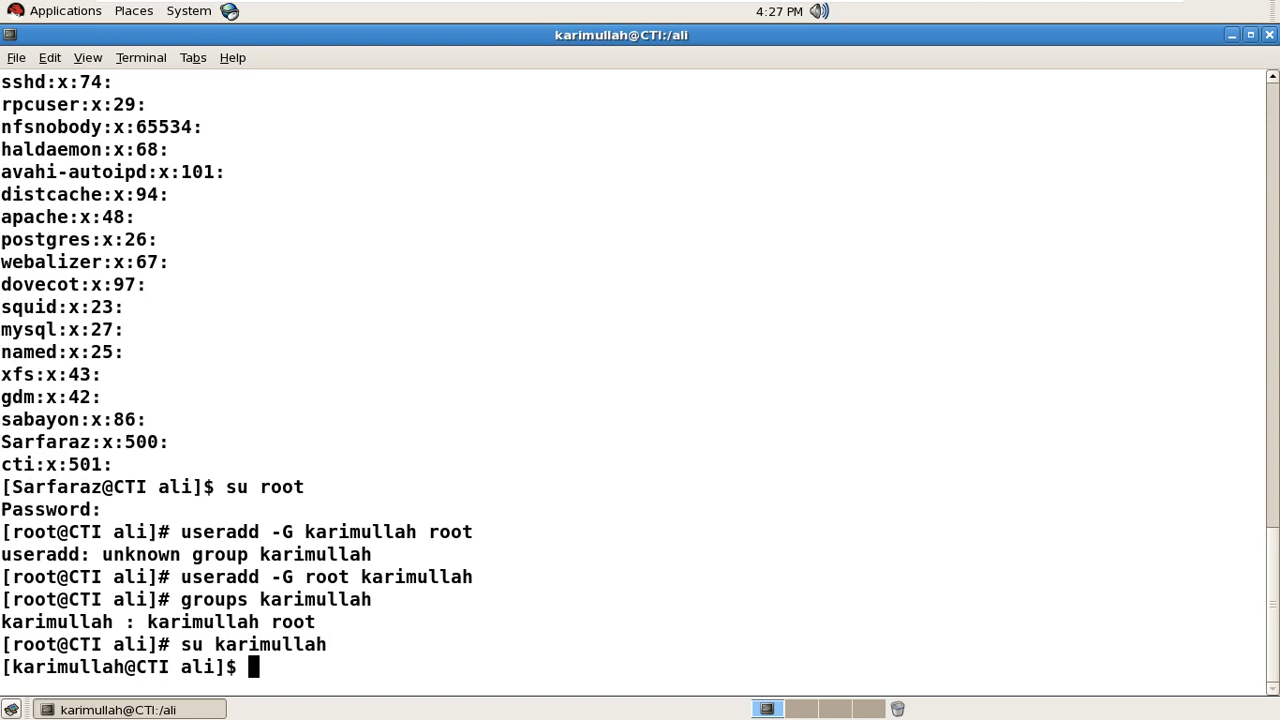 Applications Places System 4:27 PM
karimullah@CTI:/ali
File Edit View Terminal Tabs Help
sshd:x:74:
rpcuser:x:29:
nfsnobody:x:65534:
haldaemon:x:68:
avahi-autoipd:x:101:
distcache:x:94:
apache:x:48:
postgres:x:26:
webalizer:x:67:
dovecot:x:97:
squid:x:23:
mysql:x:27:
named:x:25:
xfs:x:43:
gdm:x:42:
sabayon:x:86:
Sarfaraz:x:500:
cti:x:501:
[Sarfaraz@CTI ali]$ su root
Password:
[root@CTI ali]# useradd -G karimullah root
useradd: unknown group karimullah
[root@CTI ali]# useradd -G root karimullah
[root@CTI ali]# groups karimullah
karimullah : karimullah root
[root@CTI ali]# su karimullah
[karimullah@CTI ali]$
karimullah@CTI:/ali